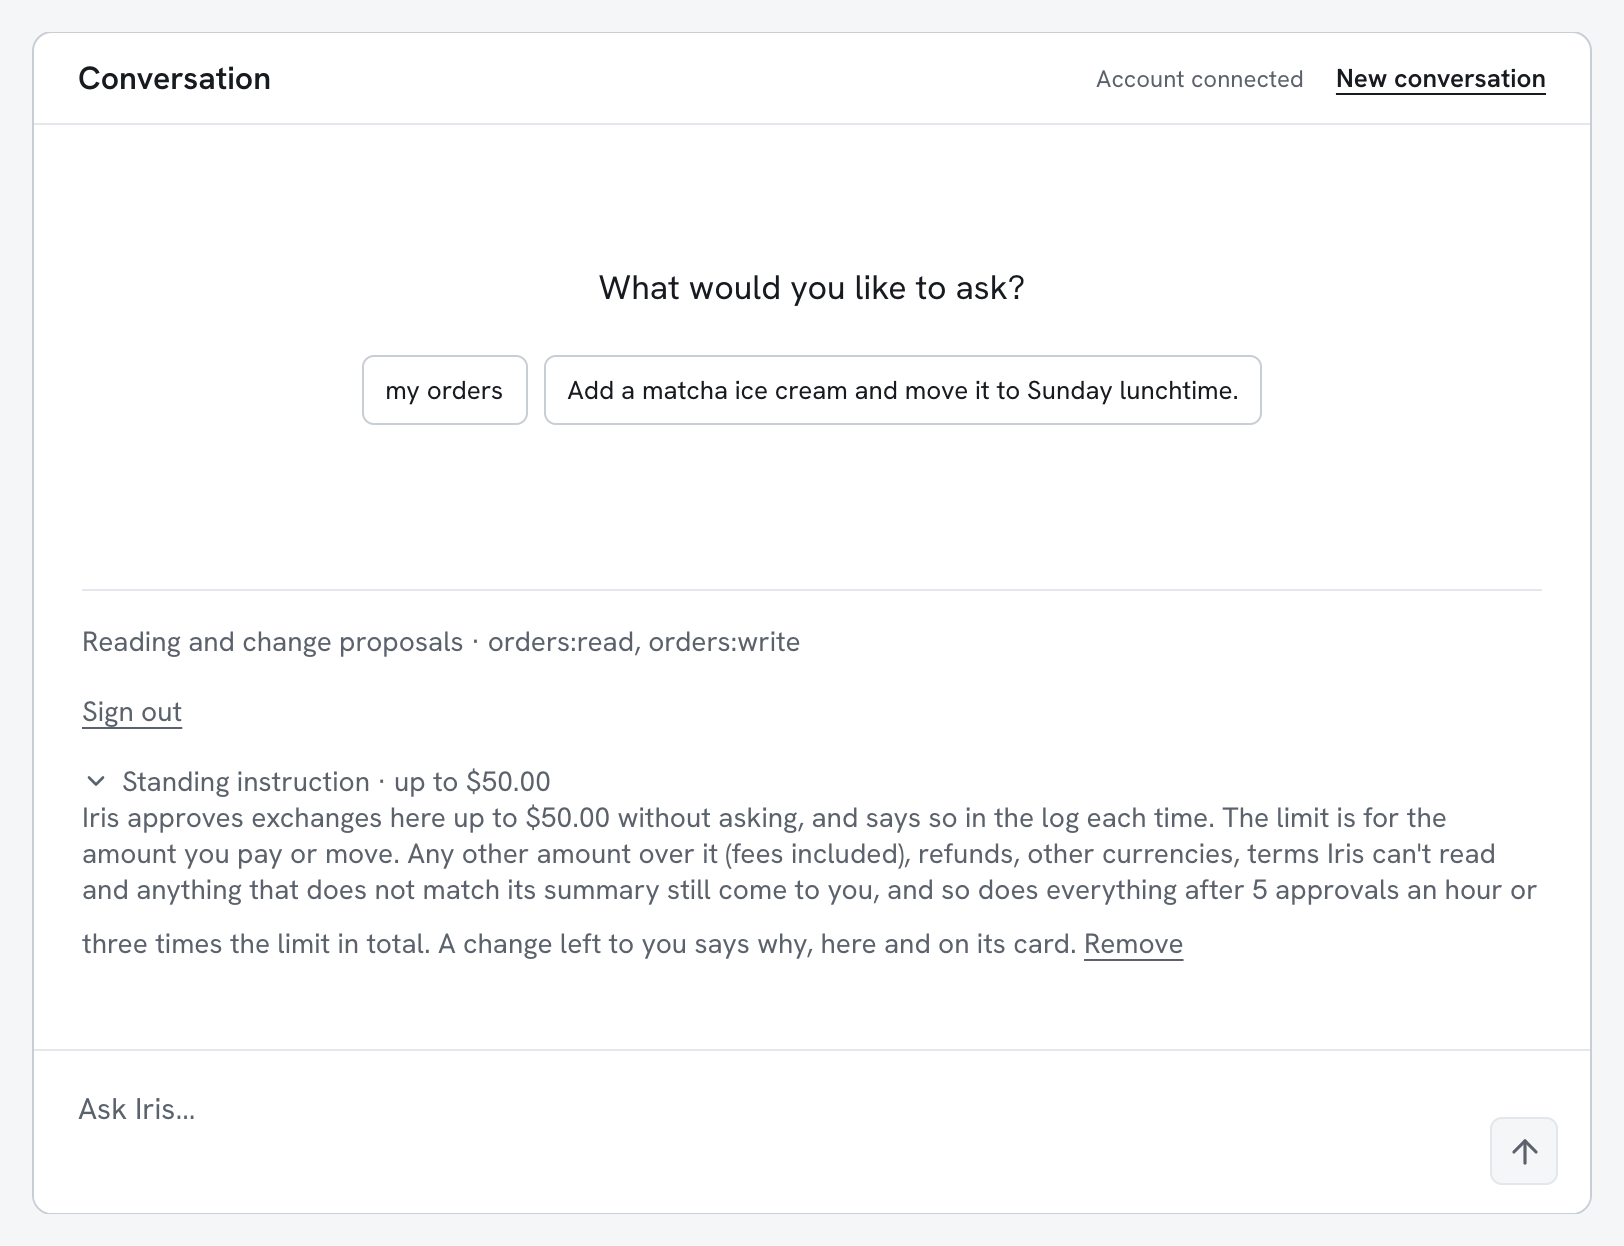 Conversation
Account connected
New conversation
What would you like to ask?
my orders
Add a matcha ice cream and move it to Sunday lunchtime.
Reading and change proposals · orders:read, orders:write
Sign out
Standing instruction · up to $50.00
Iris approves exchanges here up to $50.00 without asking, and says so in the log each time. The limit is for the
amount you pay or move. Any other amount over it (fees included), refunds, other currencies, terms Iris can't read
and anything that does not match its summary still come to you, and so does everything after 5 approvals an hour or
three times the limit in total. A change left to you says why, here and on its card. Remove
Ask Iris...